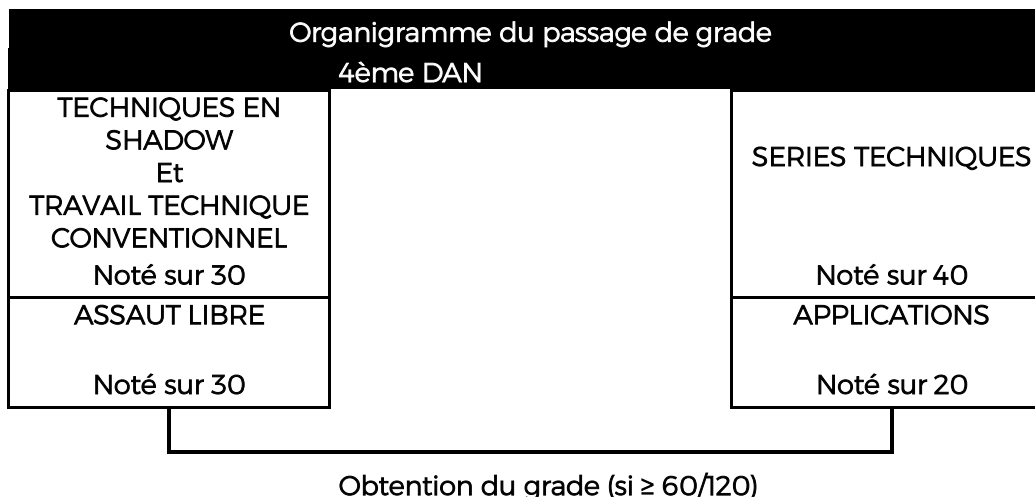 Organigramme du passage de grade
4ème DAN
TECHNIQUES EN
SHADOW
Et
TRAVAIL TECHNIQUE
CONVENTIONNEL
Noté sur 30
SERIES TECHNIQUES
Noté sur 40
ASSAUT LIBRE
Noté sur 30
APPLICATIONS
Noté sur 20
Obtention du grade (si ≥ 60/120)